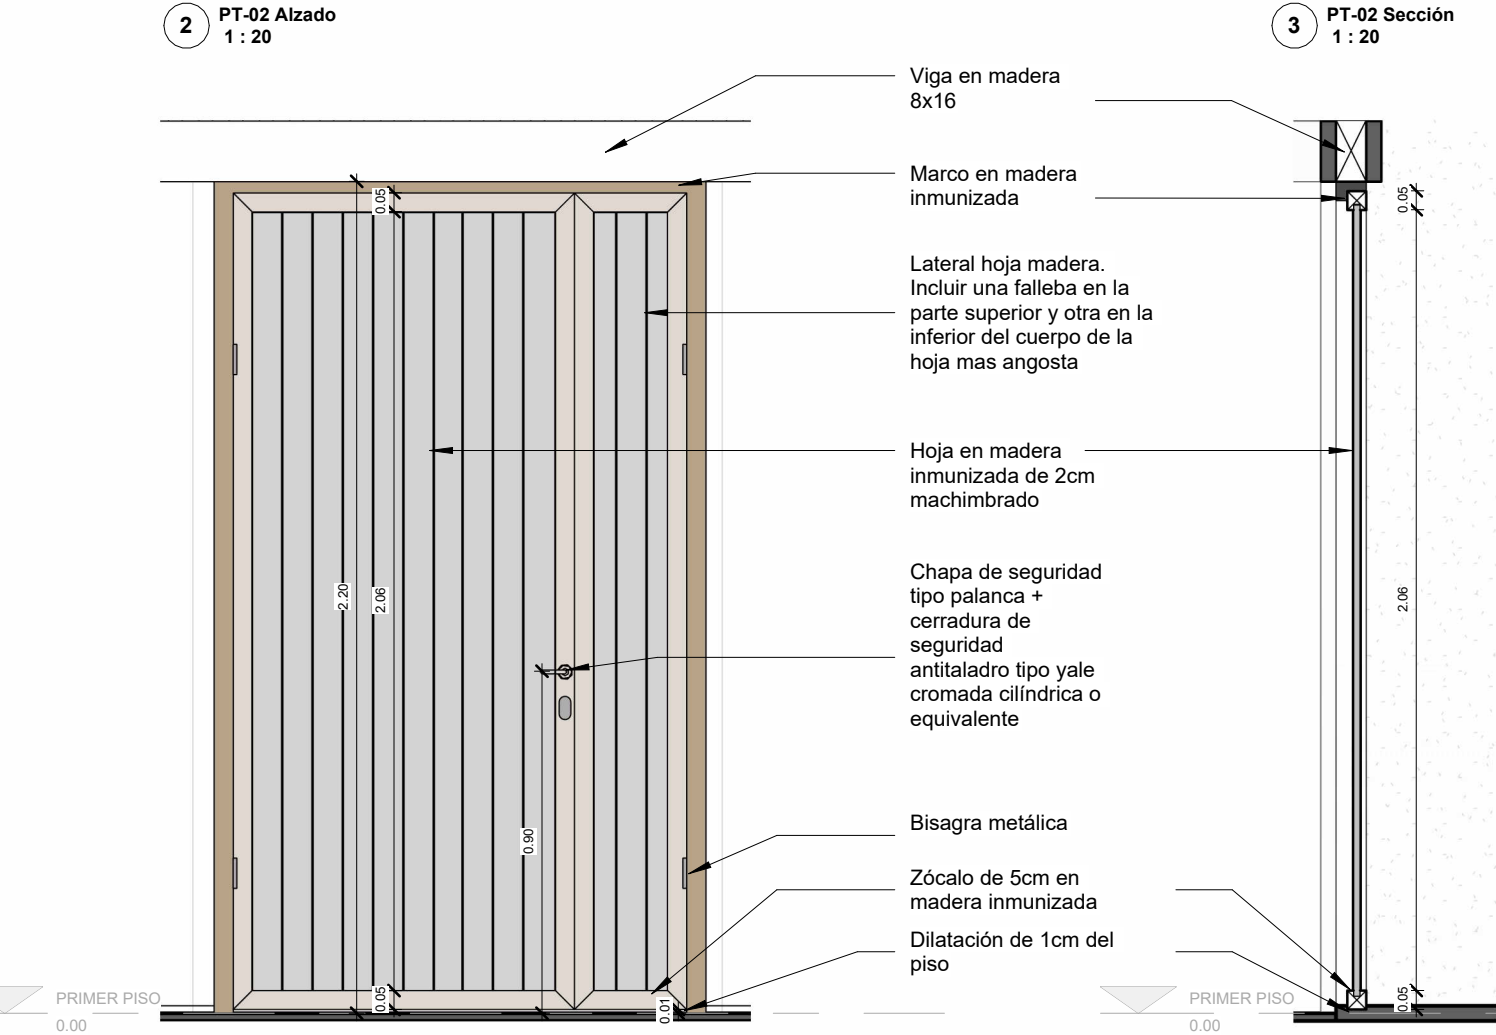 2
PT-02 Alzado
1 : 20
3
PT-02 Sección
1 : 20
Viga en madera
8x16
Marco en madera
inmunizada
Lateral hoja madera.
Incluir una falleba en la
parte superior y otra en la
inferior del cuerpo de la
hoja mas angosta
Hoja en madera
inmunizada de 2cm
machimbrado
Chapa de seguridad
tipo palanca +
cerradura de
seguridad
antitaladro tipo yale
cromada cilíndrica o
equivalente
Bisagra metálica
Zócalo de 5cm en
madera inmunizada
Dilatación de 1cm del
piso
0.05
2.20
2.06
0.90
0.05
0.01
0.05
2.06
0.05
PRIMER PISO
0.00
PRIMER PISO
0.00